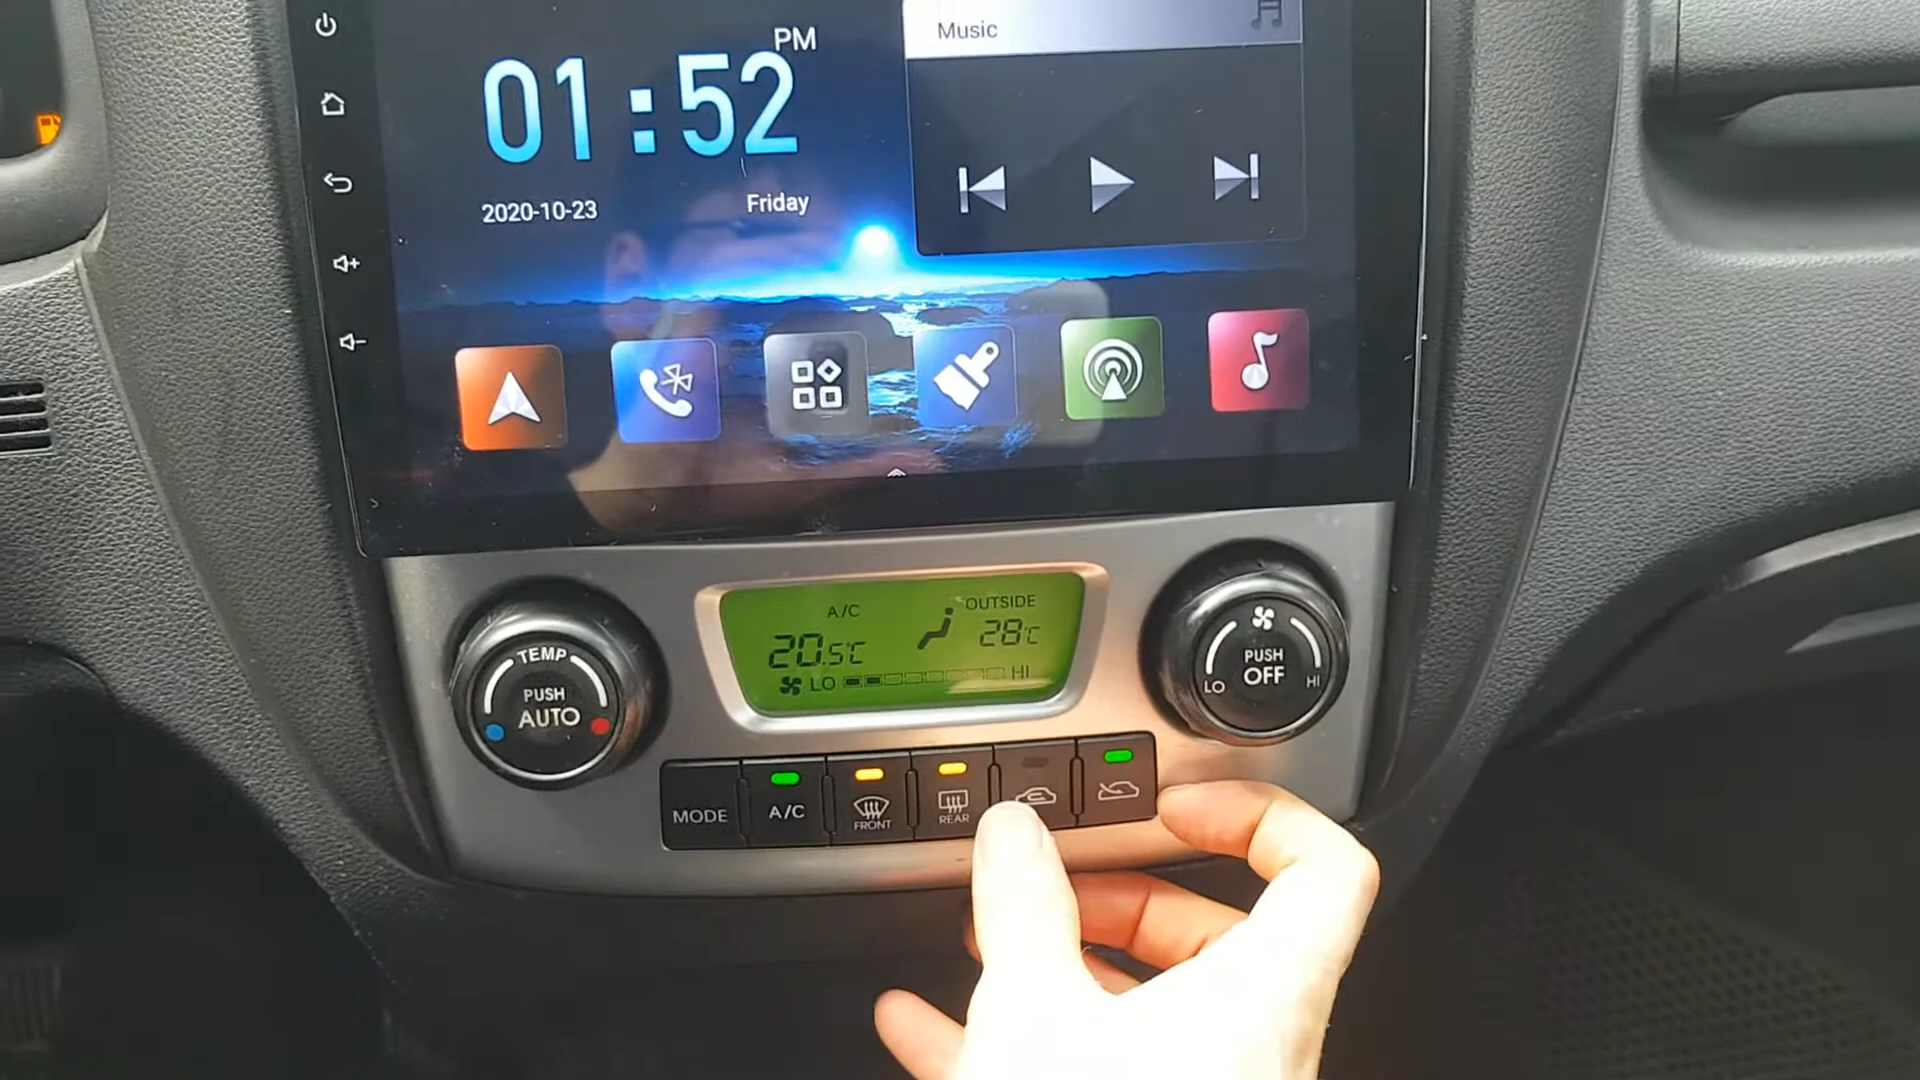 PM
01:52
2020-10-23
Friday
Music
A/C
20.5°C
OUTSIDE
28°C
LO
HI
TEMP
PUSH
AUTO
PUSH
OFF
LO
HI
MODE
A/C
FRONT
REAR